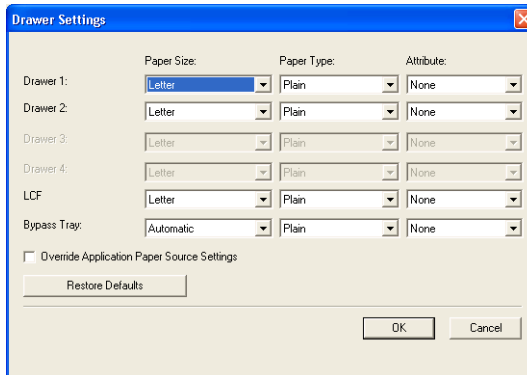 Drawer Settings
Paper Size: Paper Type: Attribute:
Drawer 1: Letter Plain None
Drawer 2: Letter Plain None
Drawer 3: Letter Plain None
Drawer 4: Letter Plain None
LCF Letter Plain None
Bypass Tray: Automatic Plain None
Override Application Paper Source Settings
Restore Defaults
OK Cancel